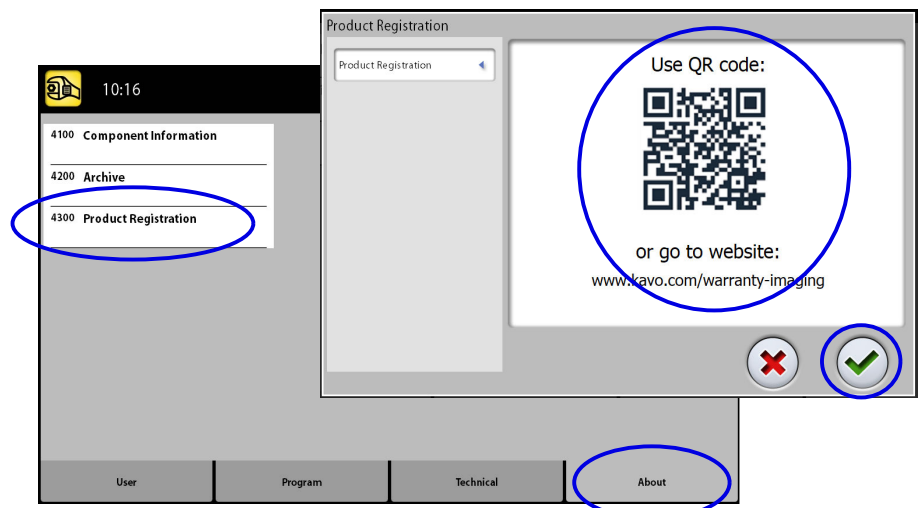 Product Registration
Product Registration
Use QR code:
or go to website:
www.kavo.com/warranty-imaging
10:16
4100 Component Information
4200 Archive
4300 Product Registration
User
Program
Technical
About